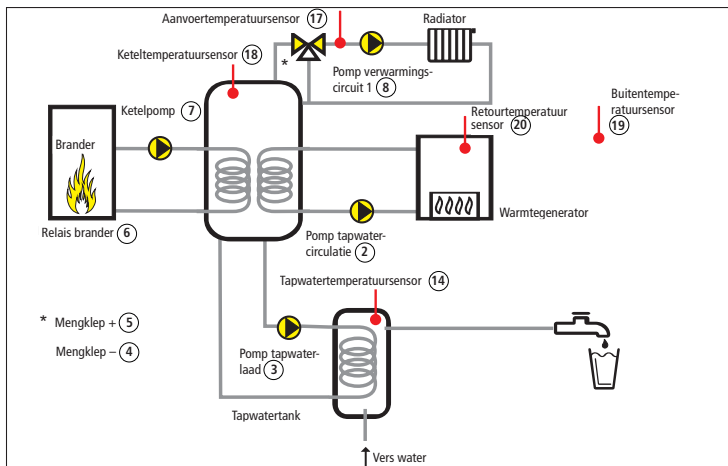 Aanvoertemperatuursensor 17
Radiator
Keteltemperatuursensor 18
*
Pomp verwarmings-
circuit 1 8
Ketelpomp 7
Retourtemperatuur
sensor 20
Buitentempe-
ratuursensor
19
Brander
Relais brander 6
Warmtegenerator
Pomp tapwater-
circulatie 2
Tapwatertemperatuursensor 14
* Mengklep + 5
Mengklep – 4
Pomp tapwater-
laad 3
Tapwatertank
Vers water